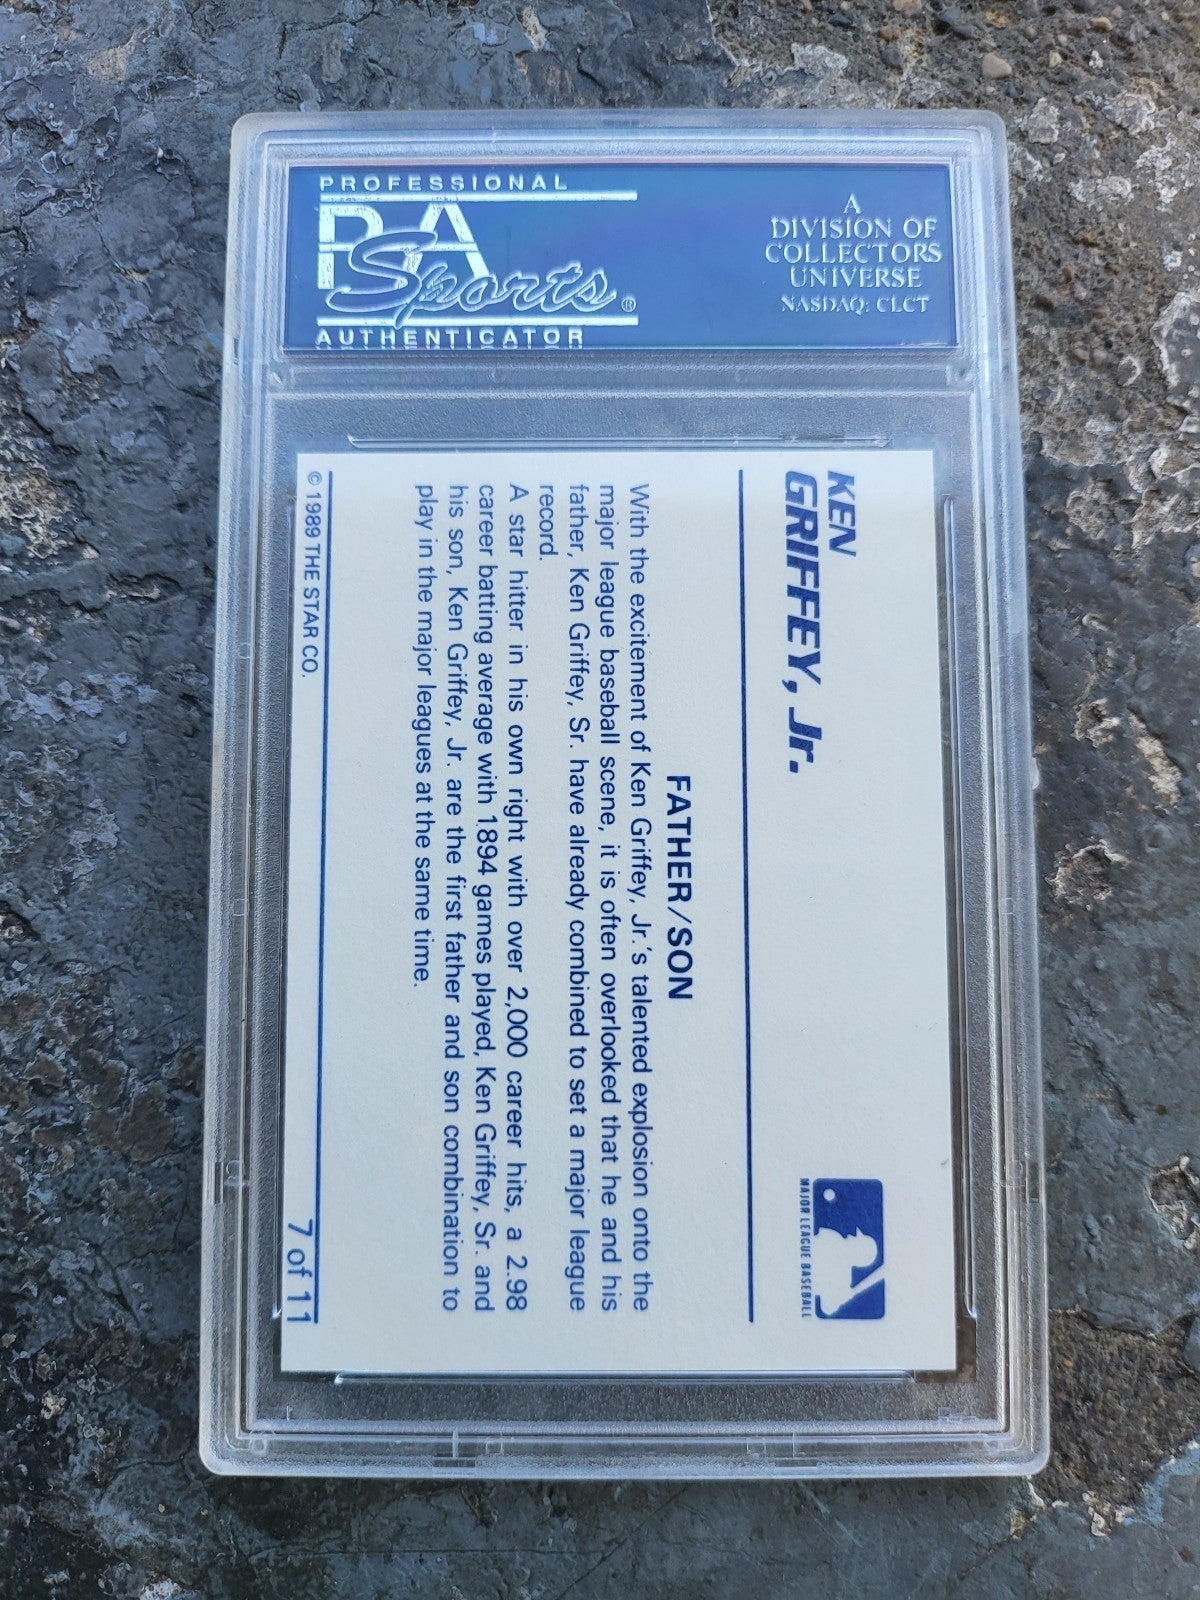 PROFESSIONAL
PSA
Sports®
AUTHENTICATOR
A
DIVISION OF
COLLECTORS
UNIVERSE
NASDAQ: CLCT
KEN
GRIFFEY, Jr.
MAJOR LEAGUE BASEBALL
FATHER/SON
With the excitement of Ken Griffey, Jr.'s talented explosion onto the
major league baseball scene, it is often overlooked that he and his
father, Ken Griffey, Sr. have already combined to set a major league
record.
A star hitter in his own right with over 2,000 career hits, a 2.98
career batting average with 1894 games played, Ken Griffey, Sr. and
his son, Ken Griffey, Jr. are the first father and son combination to
play in the major leagues at the same time.
© 1989 THE STAR CO.
7 of 11